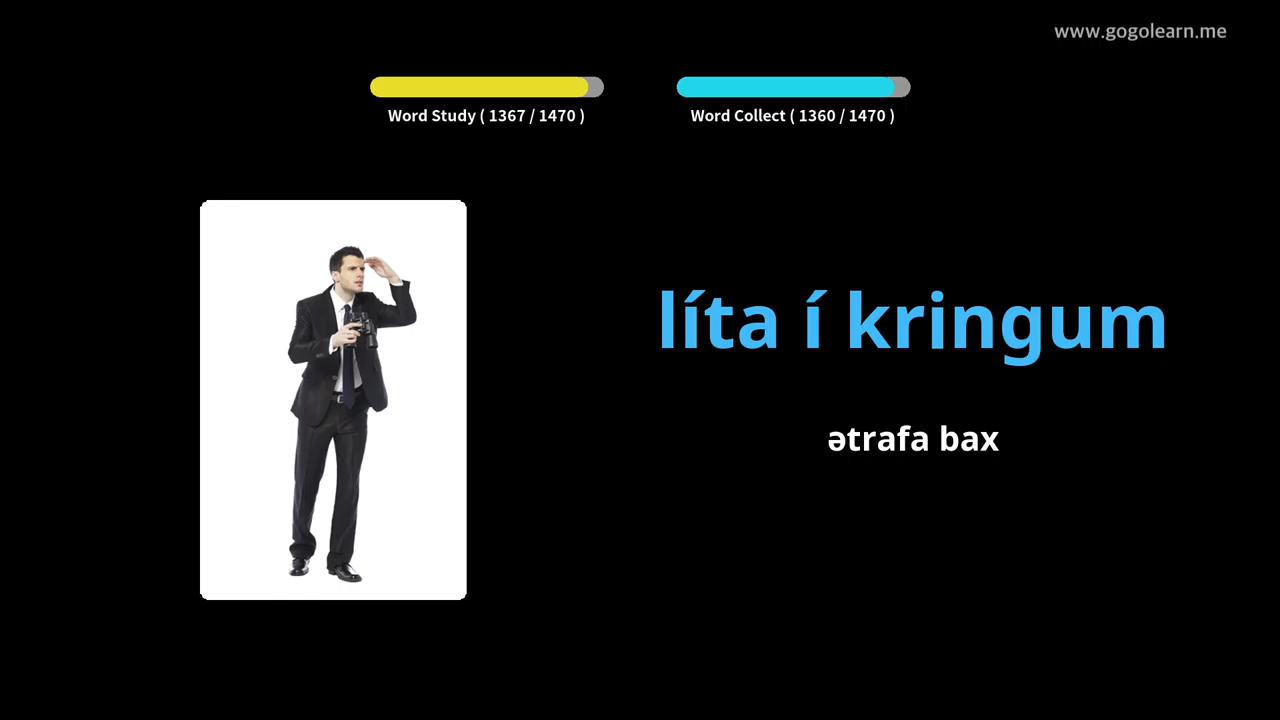 www.gogolearn.me
Word Study ( 1367 / 1470 )
Word Collect ( 1360 / 1470 )
líta í kringum
ətrafa bax